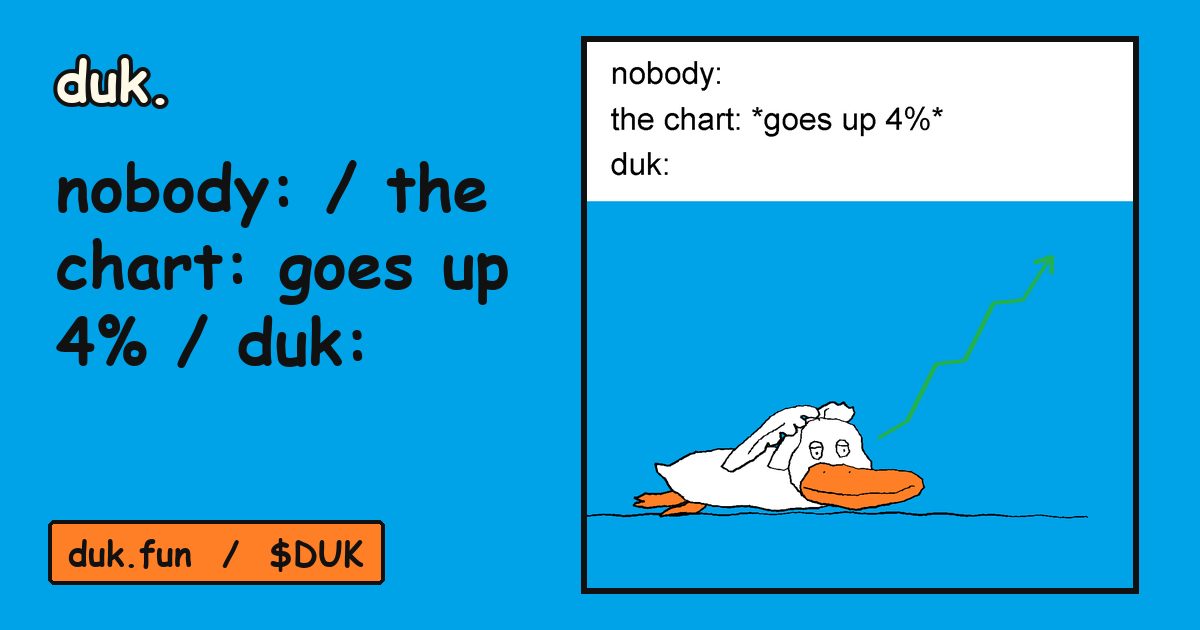 duk.
nobody: / the
chart: goes up
4% / duk:
duk.fun / $DUK
nobody:
the chart: *goes up 4%*
duk: